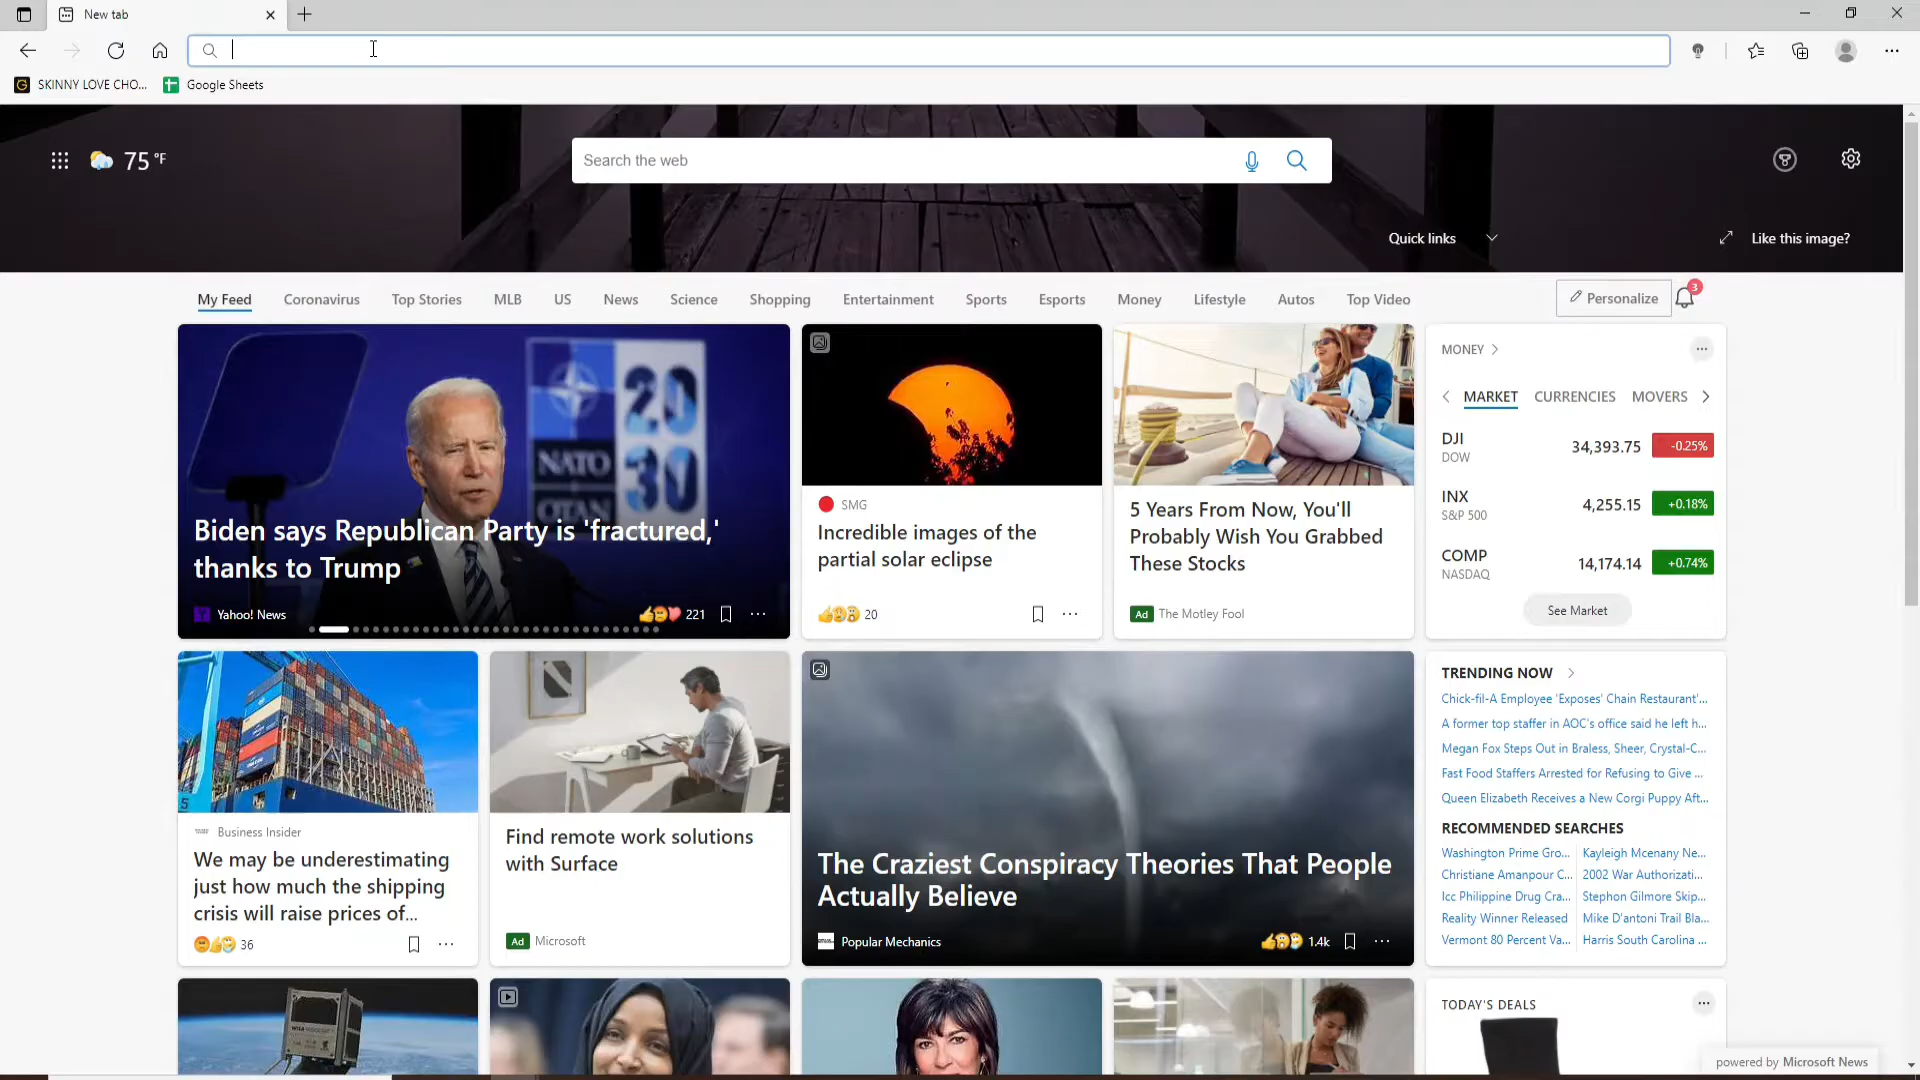 New tab
SKINNY LOVE CHO...
Google Sheets
75 °F
Search the web
Quick links
Like this image?
My Feed
Coronavirus
Top Stories
MLB
US
News
Science
Shopping
Entertainment
Sports
Esports
Money
Lifestyle
Autos
Top Video
Personalize
3
NATO
OTAN
20
30
Biden says Republican Party is 'fractured,'
thanks to Trump
Yahoo! News
221
SMG
Incredible images of the
partial solar eclipse
20
5 Years From Now, You'll
Probably Wish You Grabbed
These Stocks
Ad The Motley Fool
MONEY
MARKET
CURRENCIES
MOVERS
DJI
DOW
34,393.75
-0.25%
INX
S&P 500
4,255.15
+0.18%
COMP
NASDAQ
14,174.14
+0.74%
See Market
5
Business Insider
We may be underestimating
just how much the shipping
crisis will raise prices of...
36
Find remote work solutions
with Surface
Ad Microsoft
The Craziest Conspiracy Theories That People
Actually Believe
Popular Mechanics
1.4k
TRENDING NOW
Chick-fil-A Employee 'Exposes' Chain Restaurant'...
A former top staffer in AOC's office said he left h...
Megan Fox Steps Out in Braless, Sheer, Crystal-C...
Fast Food Staffers Arrested for Refusing to Give ...
Queen Elizabeth Receives a New Corgi Puppy Aft...
RECOMMENDED SEARCHES
Washington Prime Gro...
Kayleigh Mcenany Ne...
Christiane Amanpour C...
2002 War Authorizati...
Icc Philippine Drug Cra...
Stephon Gilmore Skip...
Reality Winner Released
Mike D'antoni Trail Bla...
Vermont 80 Percent Va...
Harris South Carolina ...
TODAY'S DEALS
powered by Microsoft News